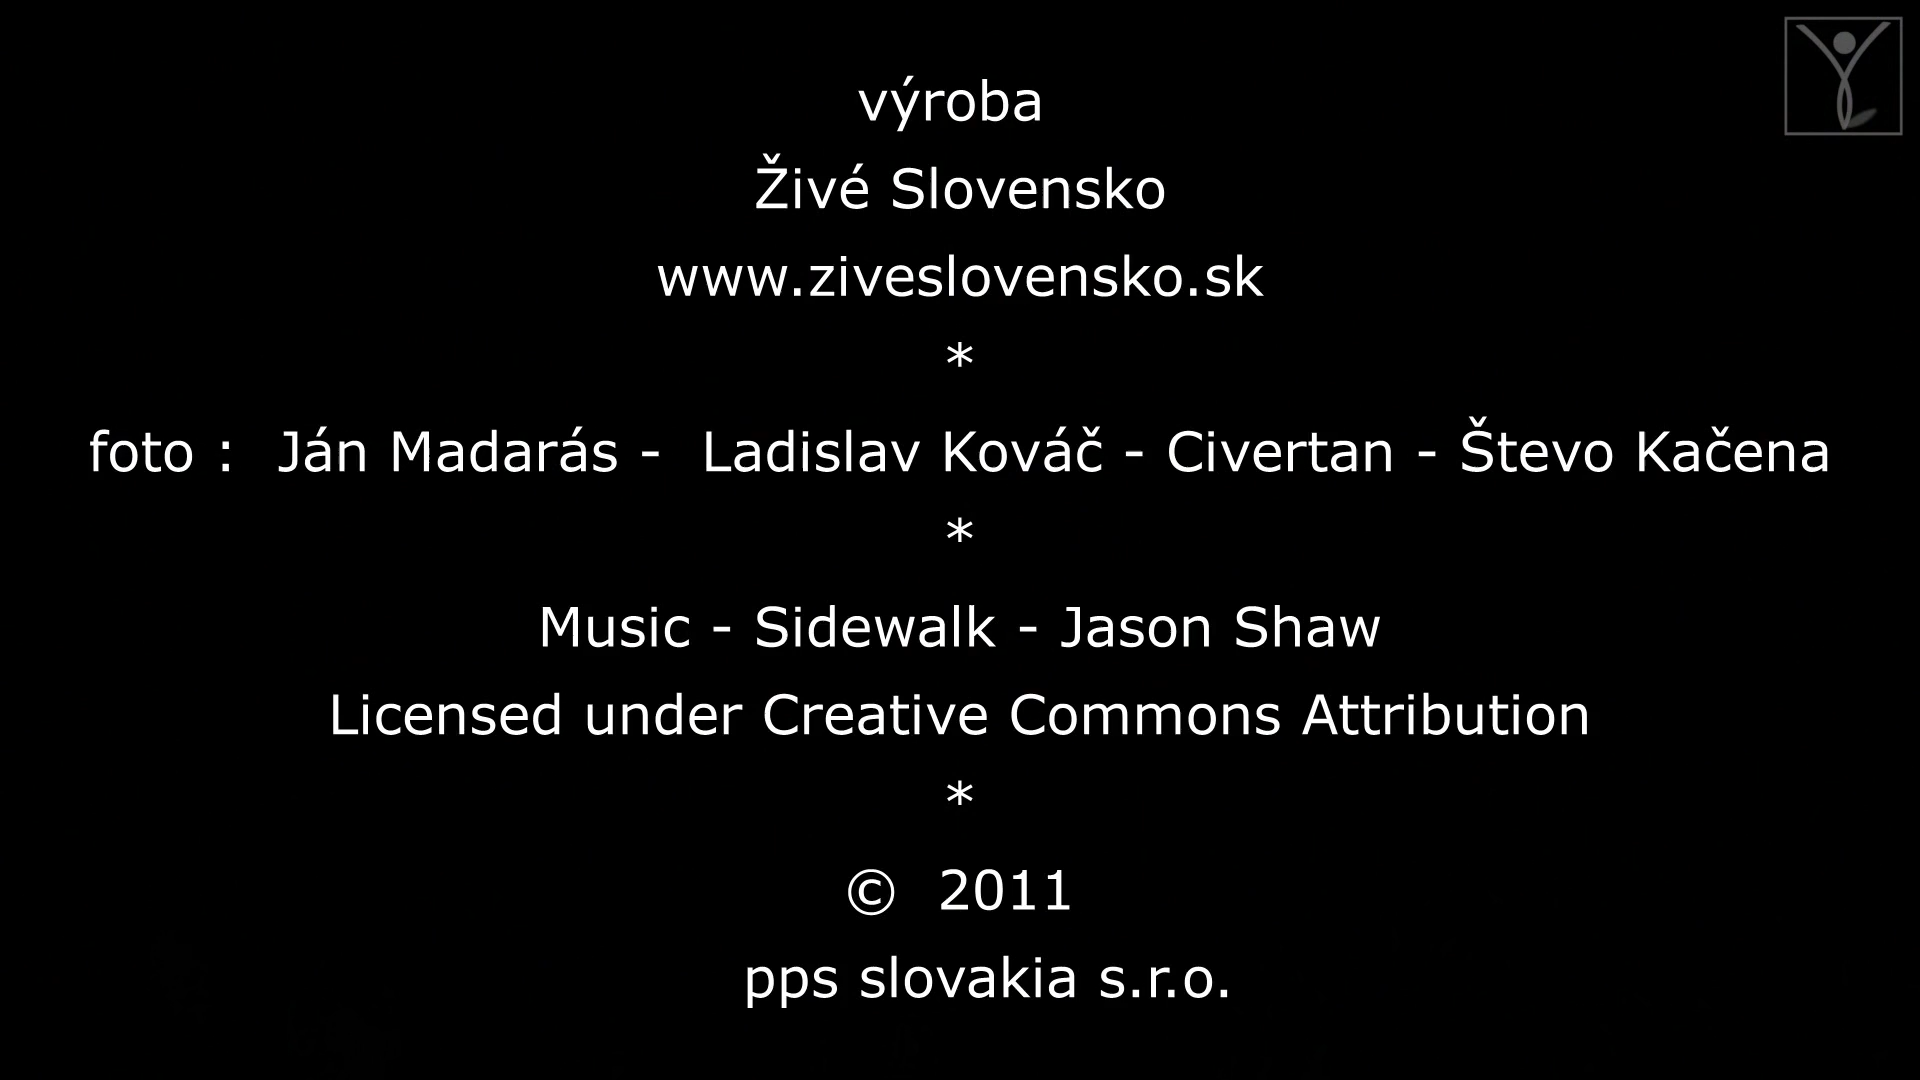 výroba
Živé Slovensko
www.ziveslovensko.sk
*
foto :  Ján Madarás -  Ladislav Kováč - Civertan - Števo Kačena
*
Music - Sidewalk - Jason Shaw
Licensed under Creative Commons Attribution
*
©  2011
pps slovakia s.r.o.